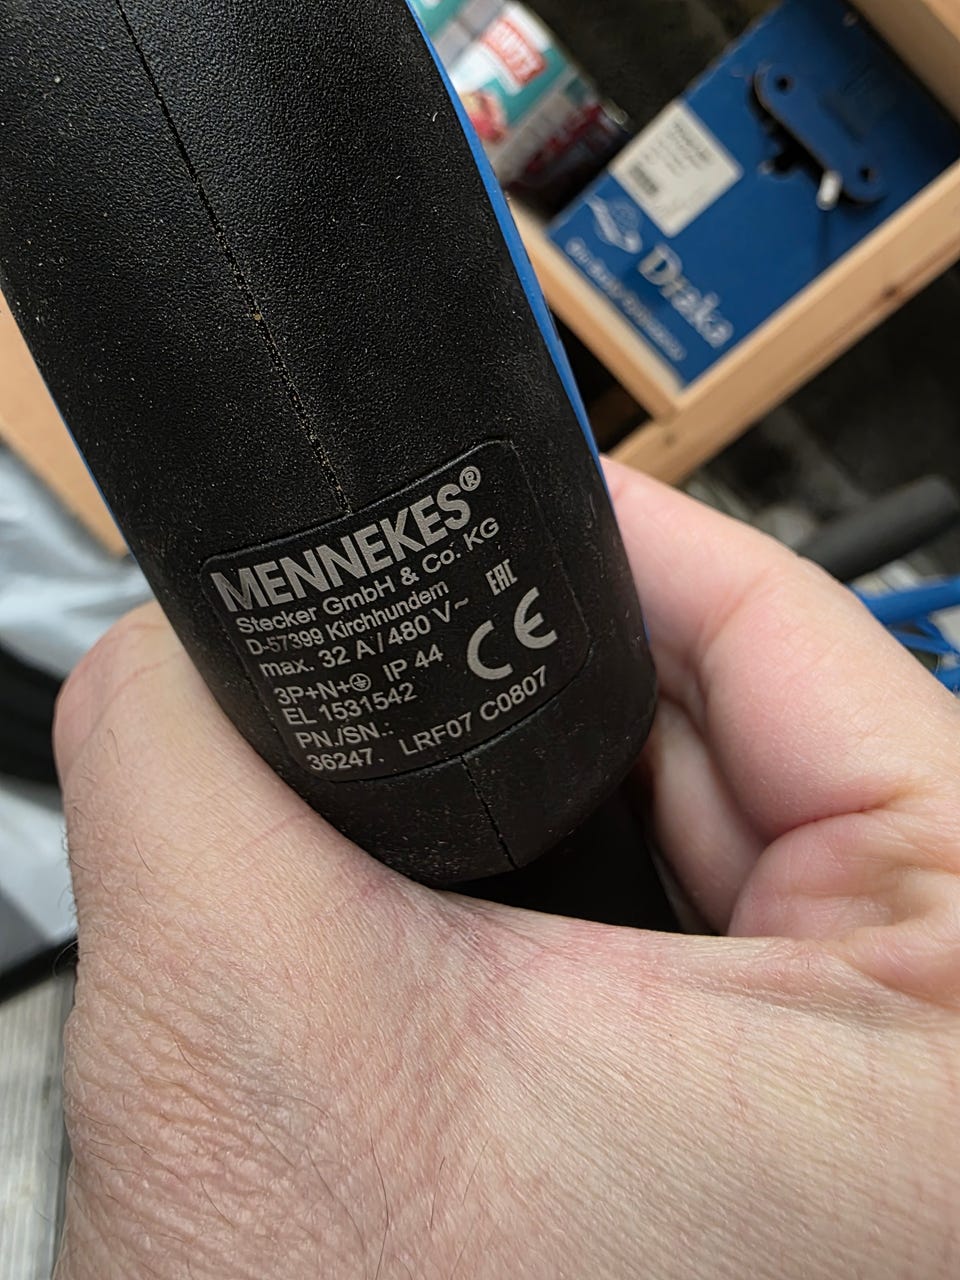 MENNEKES®
Stecker GmbH & Co. KG
D-57399 Kirchhundem
max. 32 A / 480 V~ EAC
3P+N+⏚ IP 44 CE
EL 1531542
PN./SN.:
36247. LRF07 C0807
Draka